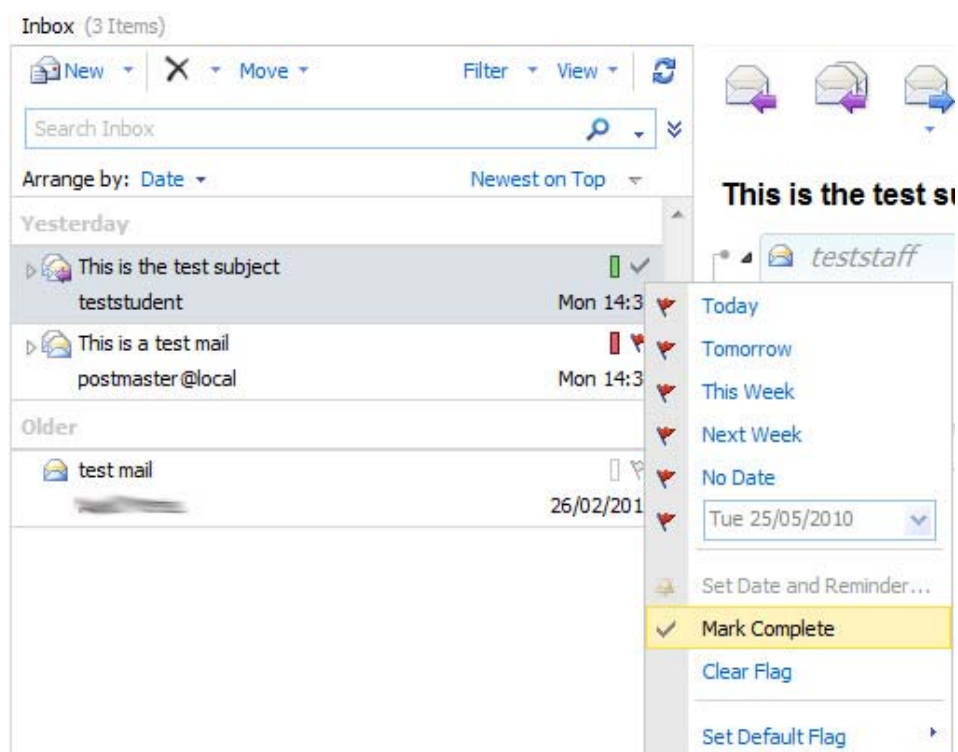 Inbox (3 Items)
New Move Filter View
Search Inbox
Arrange by: Date Newest on Top
Yesterday
This is the test subject
teststudent Mon 14:3
This is a test mail
postmaster@local Mon 14:3
Older
test mail
26/02/201
This is the test su
teststaff
Today
Tomorrow
This Week
Next Week
No Date
Tue 25/05/2010
Set Date and Reminder...
Mark Complete
Clear Flag
Set Default Flag